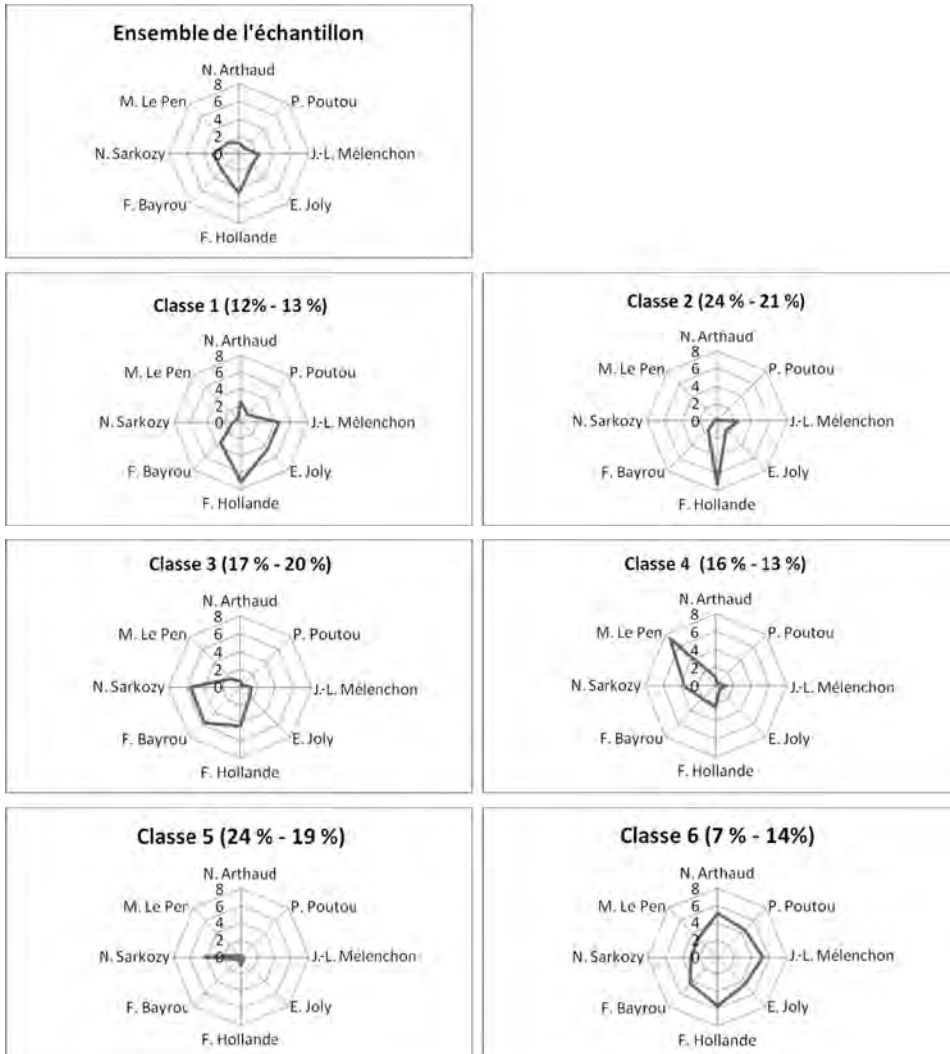 Ensemble de l'échantillon
N. Arthaud
8
M. Le Pen
6
P. Poutou
4
2
N. Sarkozy
0
J.-L. Mélenchon
F. Bayrou
E. Joly
F. Hollande
Classe 1 (12% - 13 %)
N. Arthaud
8
M. Le Pen
6
P. Poutou
4
2
N. Sarkozy
0
J.-L. Mélenchon
F. Bayrou
E. Joly
F. Hollande
Classe 2 (24 % - 21 %)
N. Arthaud
8
M. Le Pen
6
P. Poutou
4
2
N. Sarkozy
0
J.-L. Mélenchon
F. Bayrou
E. Joly
F. Hollande
Classe 3 (17 % - 20 %)
N. Arthaud
8
M. Le Pen
6
P. Poutou
4
2
N. Sarkozy
0
J.-L. Mélenchon
F. Bayrou
E. Joly
F. Hollande
Classe 4 (16 % - 13 %)
N. Arthaud
8
M. Le Pen
6
P. Poutou
4
2
N. Sarkozy
0
J.-L. Mélenchon
F. Bayrou
E. Joly
F. Hollande
Classe 5 (24 % - 19 %)
N. Arthaud
8
M. Le Pen
6
P. Poutou
4
2
N. Sarkozy
0
J.-L. Mélenchon
F. Bayrou
E. Joly
F. Hollande
Classe 6 (7 % - 14%)
N. Arthaud
8
M. Le Pen
6
P. Poutou
4
2
N. Sarkozy
0
J.-L. Mélenchon
F. Bayrou
E. Joly
F. Hollande